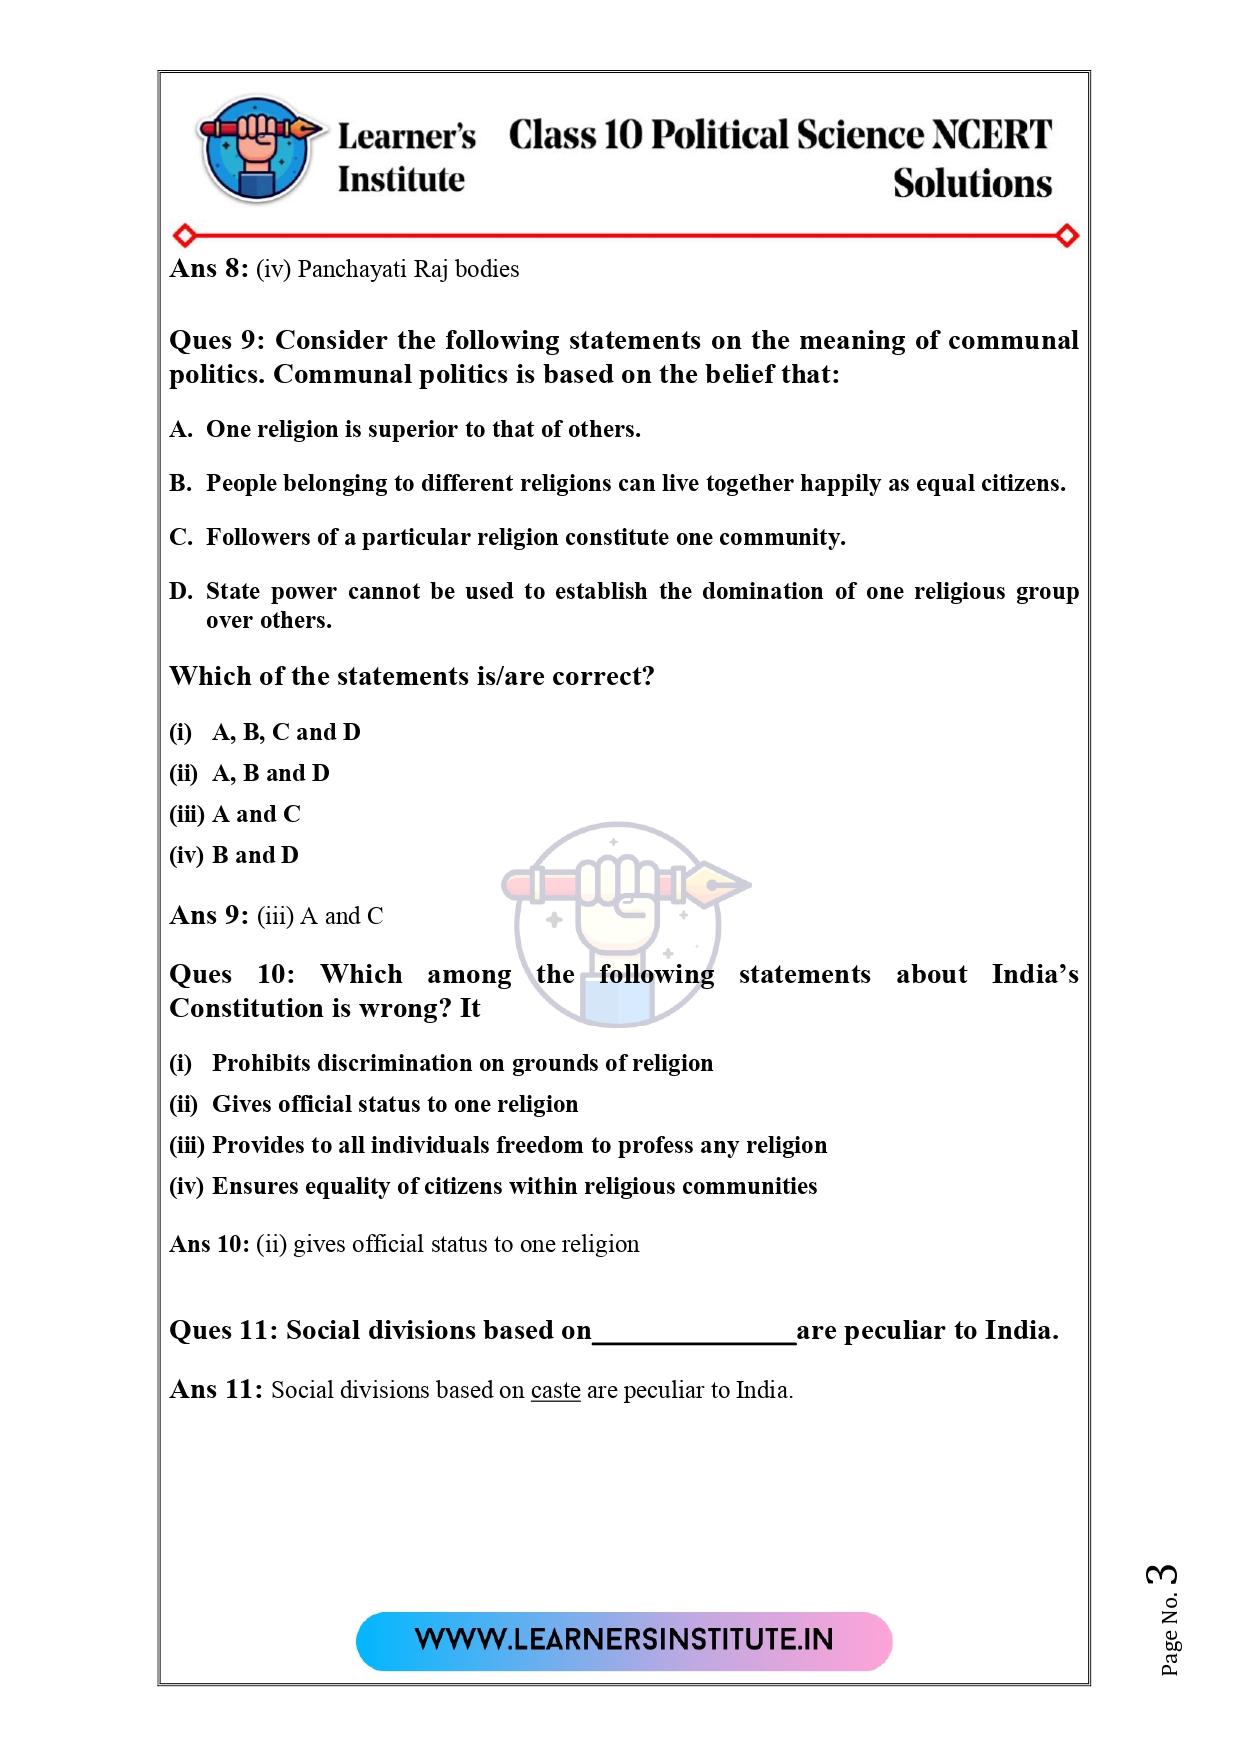 Learner's
Institute
Class 10 Political Science NCERT
Solutions
Ans 8: (iv) Panchayati Raj bodies
Ques 9: Consider the following statements on the meaning of communal
politics. Communal politics is based on the belief that:
A. One religion is superior to that of others.
B. People belonging to different religions can live together happily as equal citizens.
C. Followers of a particular religion constitute one community.
D. State power cannot be used to establish the domination of one religious group
over others.
Which of the statements is/are correct?
(i) A, B, C and D
(ii) A, B and D
(iii) A and C
(iv) B and D
Ans 9: (iii) A and C
Ques 10: Which among the following statements about India’s
Constitution is wrong? It
(i) Prohibits discrimination on grounds of religion
(ii) Gives official status to one religion
(iii) Provides to all individuals freedom to profess any religion
(iv) Ensures equality of citizens within religious communities
Ans 10: (ii) gives official status to one religion
Ques 11: Social divisions based on______________are peculiar to India.
Ans 11: Social divisions based on caste are peculiar to India.
WWW.LEARNERSINSTITUTE.IN
Page No. 3